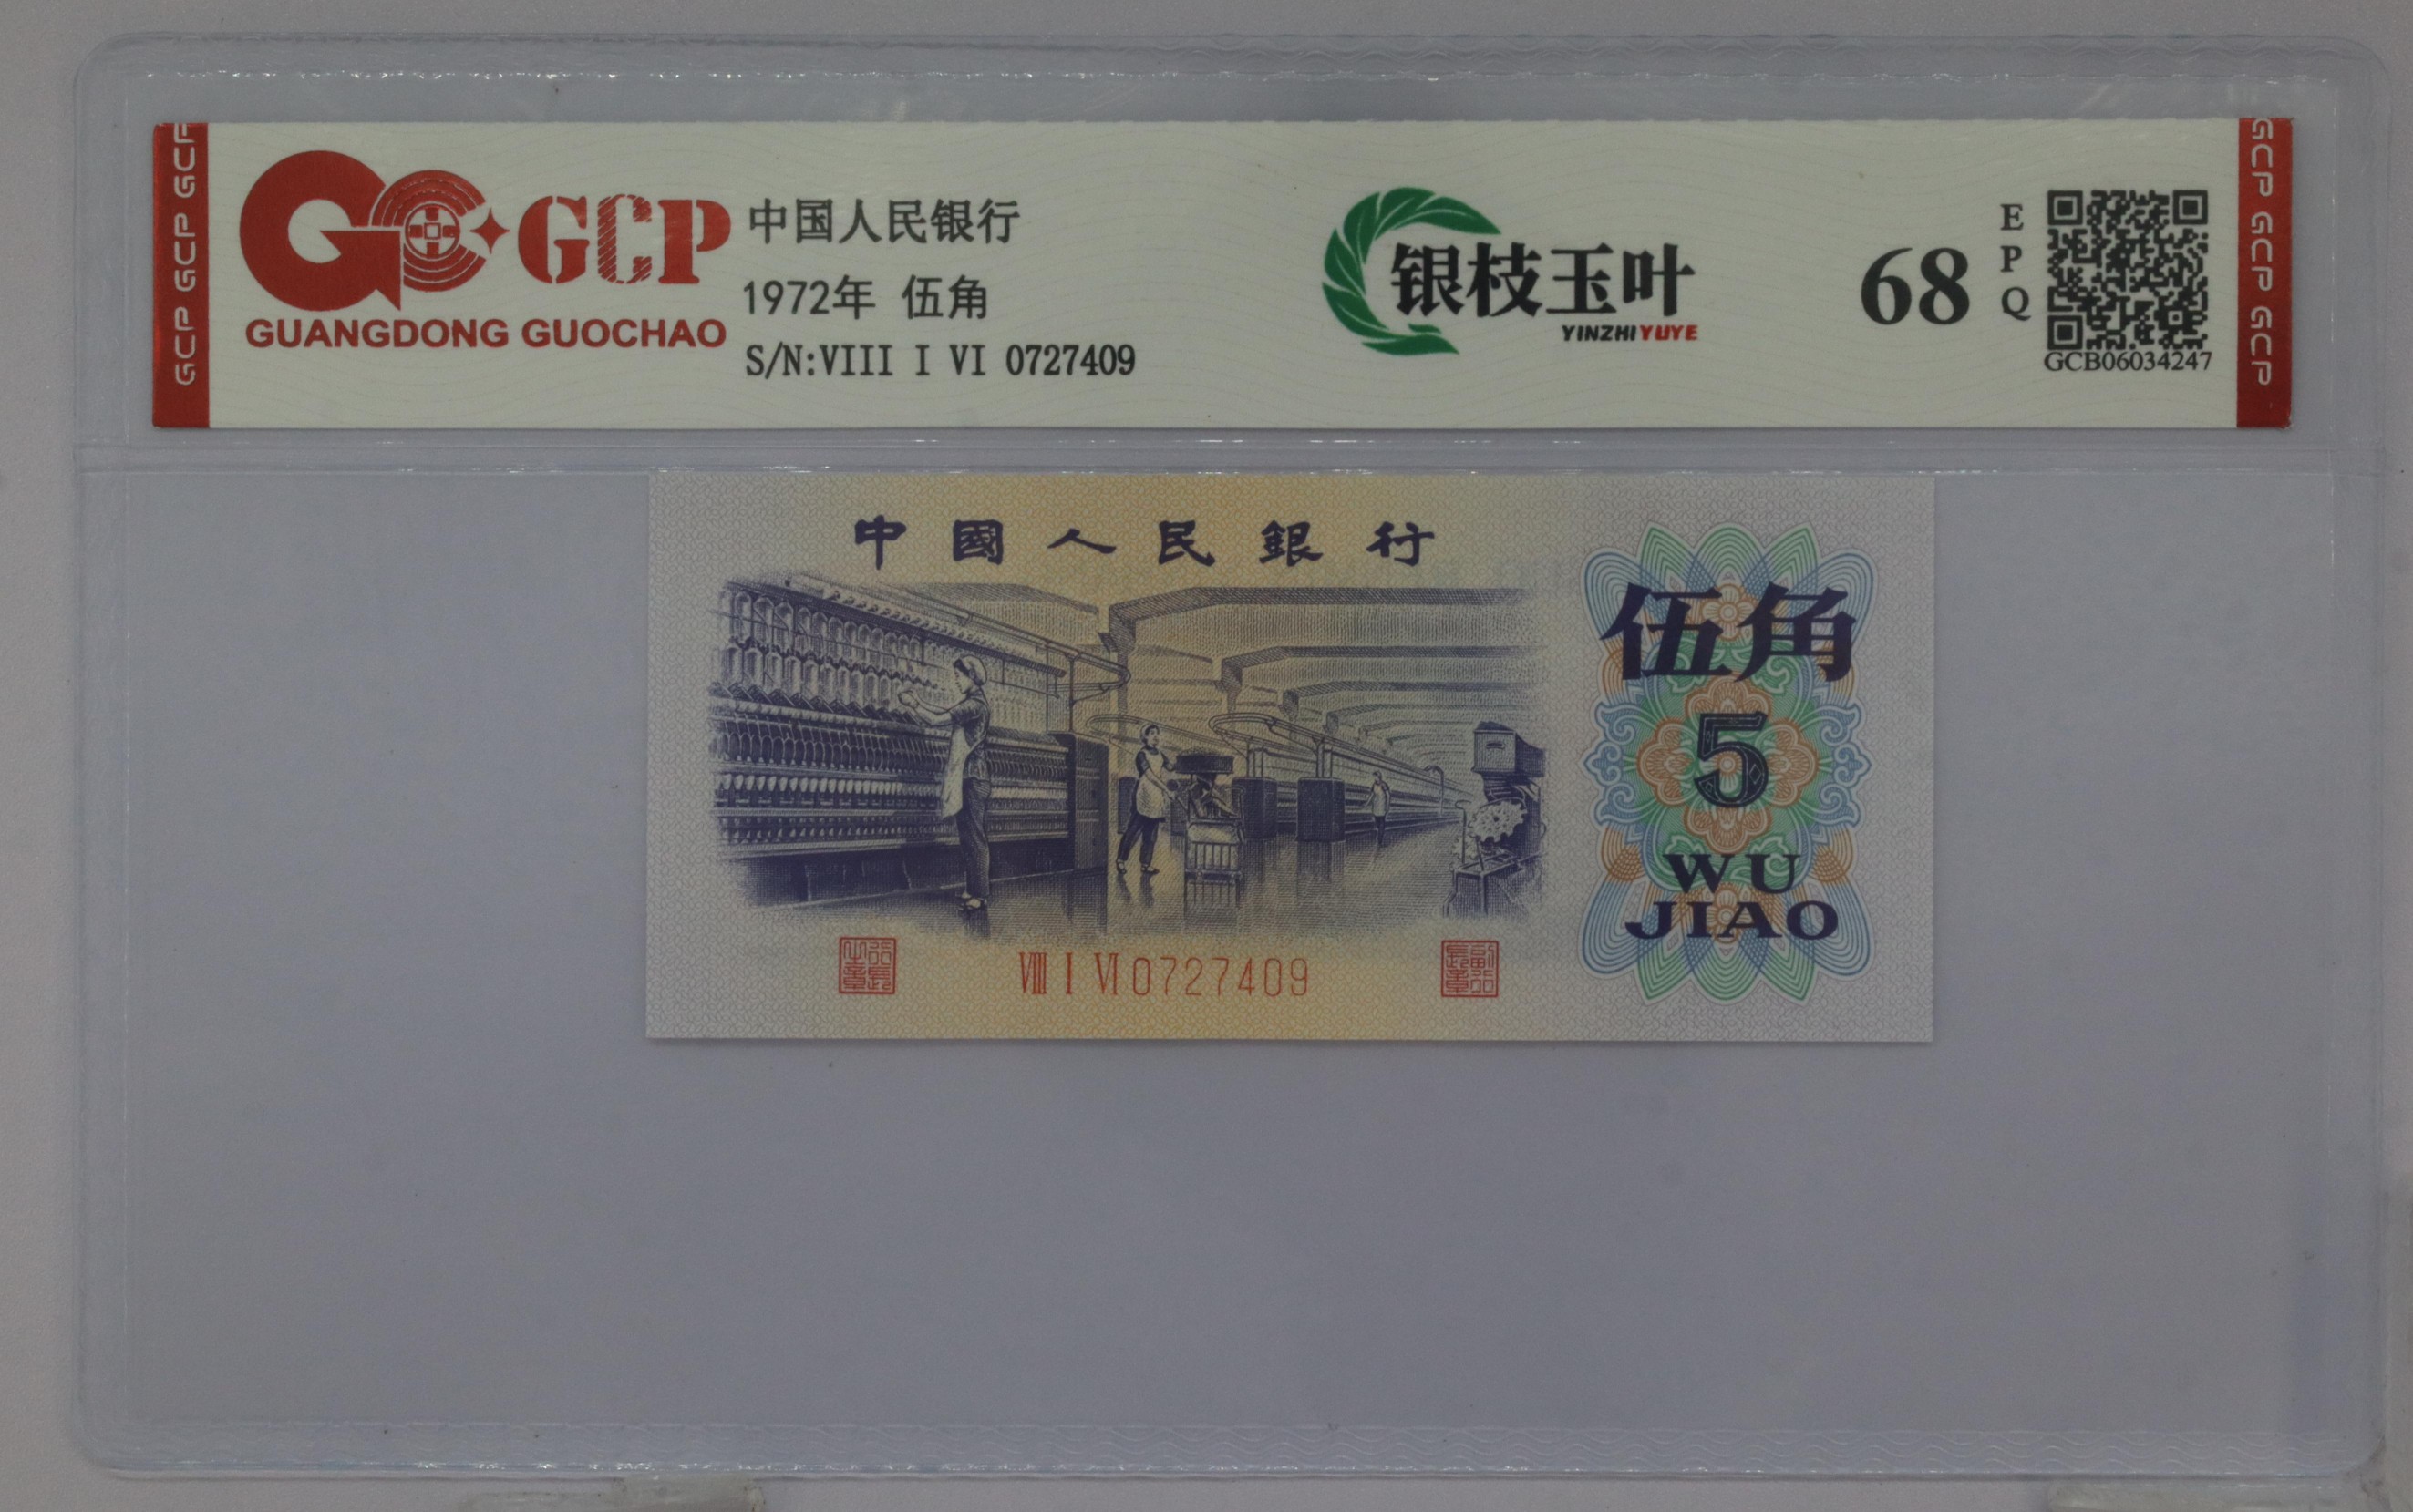 GCP GCP GCP
GCP
GUANGDONG GUOCHAO
中国人民银行
1972年 伍角
S/N:VIII I VI 0727409
银枝玉叶
YINZHIYUYE
68
EPQ
GCB06034247
GCP GCP GCP
中國人民銀行
伍角
5
WU
JIAO
VIII I VI 0727409